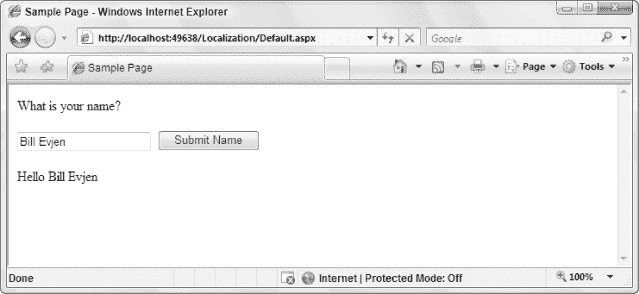 Sample Page - Windows Internet Explorer
http://localhost:49638/Localization/Default.aspx
Google
Sample Page
Page
Tools
What is your name?
Bill Evjen
Submit Name
Hello Bill Evjen
Done
Internet | Protected Mode: Off
100%